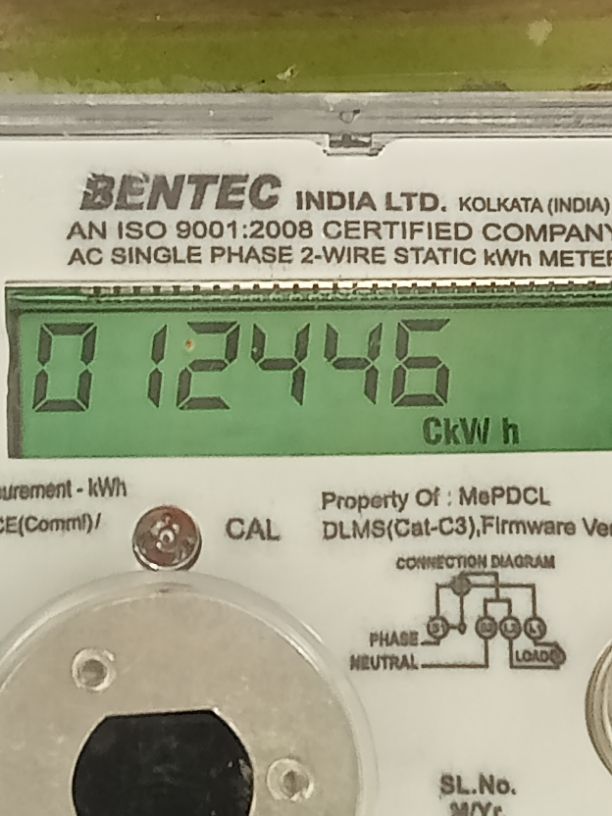 BENTEC INDIA LTD. KOLKATA (INDIA)
AN ISO 9001:2008 CERTIFIED COMPANY
AC SINGLE PHASE 2-WIRE STATIC kWh METER
012446
CkW h
urement - kWh
CE(Comml)/
CAL
Property Of : MePDCL
DLMS(Cat-C3),Firmware Ver
CONNECTION DIAGRAM
PHASE
NEUTRAL
LOAD
SL.No.
M/Yr.